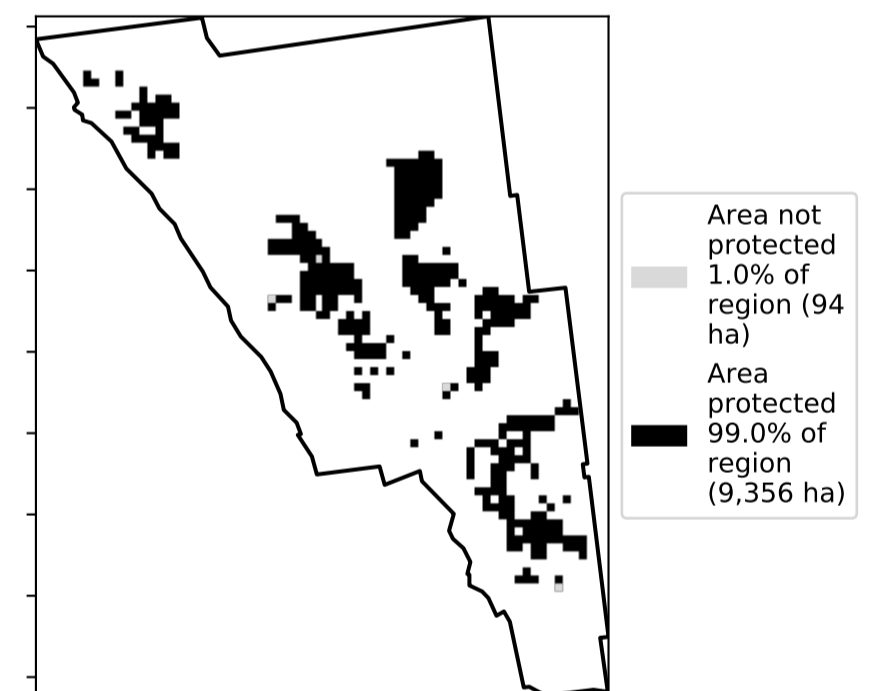 Area not
protected
1.0% of
region (94
ha)
Area
protected
99.0% of
region
(9,356 ha)